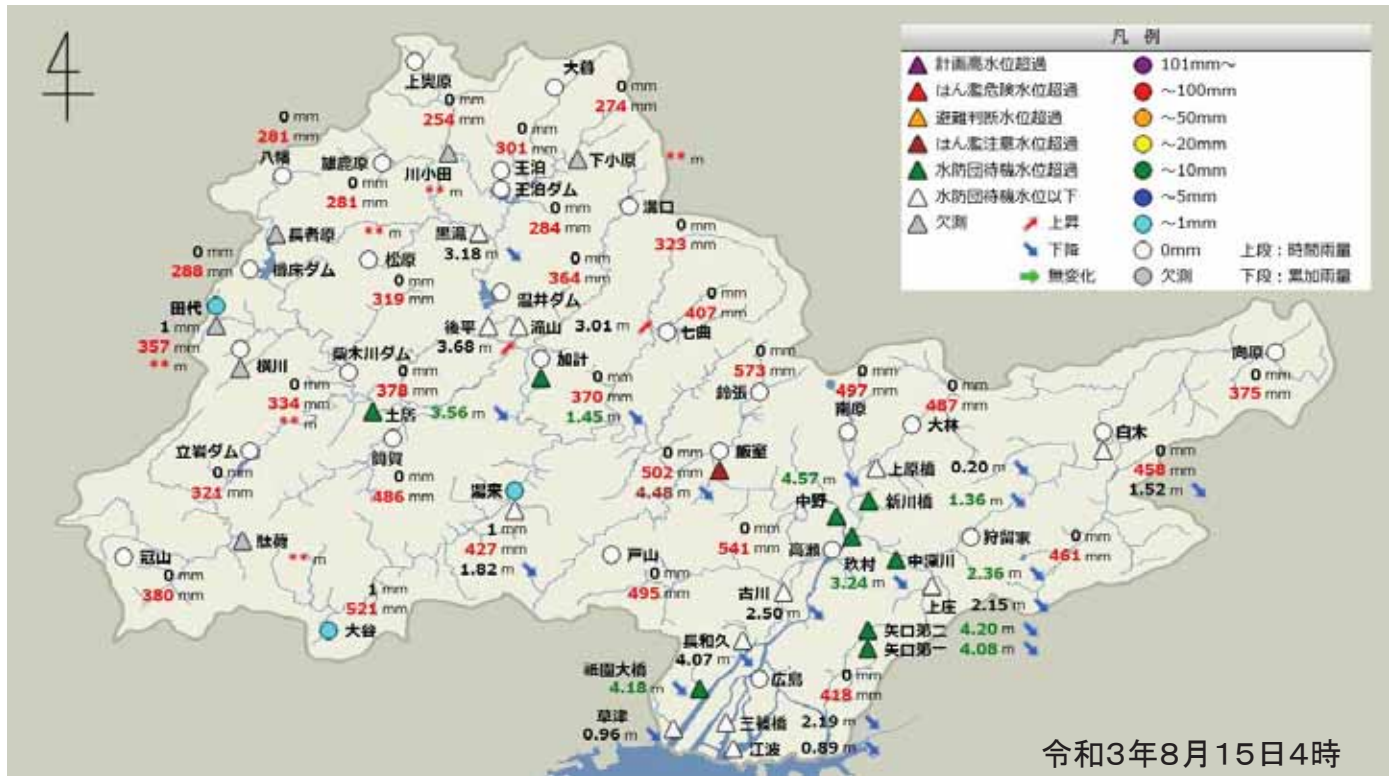 凡 例
計画高水位超過
101mm~
はん濫危険水位超過
~100mm
避難判断水位超過
~50mm
はん濫注意水位超過
~20mm
水防団待機水位超過
~10mm
水防団待機水位以下
~5mm
欠測
上昇
~1mm
下降
0mm
上段:時間雨量
無変化
欠測
下段:累加雨量
大暮
0 mm
274 mm
0 mm
254 mm
0 mm
281 mm
八幡
雄鹿原
0 mm
281 mm
川小田
** m
0 mm
301 mm
王泊
王泊ダム
0 mm
284 mm
下小原
** m
溝口
0 mm
323 mm
長者原
** m
黒滝
3.18 m
0 mm
288 mm
樽床ダム
松原
0 mm
319 mm
0 mm
364 mm
温井ダム
田代
1 mm
357 mm
** m
後平
3.68 m
滝山
3.01 m
0 mm
407 mm
七曲
横川
0 mm
334 mm
** m
柴木川ダム
0 mm
378 mm
加計
0 mm
370 mm
1.45 m
土居
3.56 m
0 mm
573 mm
鈴張
0 mm
497 mm
南原
0 mm
487 mm
大林
向原
0 mm
375 mm
立岩ダム
0 mm
321 mm
筒賀
0 mm
486 mm
0 mm
502 mm
4.48 m
飯室
上原橋
0.20 m
白木
0 mm
458 mm
1.52 m
湯来
1 mm
427 mm
1.82 m
4.57 m
中野
新川橋
1.36 m
駄荷
** m
冠山
0 mm
380 mm
1 mm
521 mm
大谷
戸山
0 mm
495 mm
0 mm
541 mm
高瀬
玖村
3.24 m
中深川
2.36 m
狩留家
0 mm
461 mm
古川
2.50 m
上庄
2.15 m
矢口第二
4.20 m
矢口第一
4.08 m
長和久
4.07 m
祇園大橋
4.18 m
広島
0 mm
418 mm
草津
0.96 m
三篠橋
2.19 m
江波
0.89 m
令和3年8月15日4時